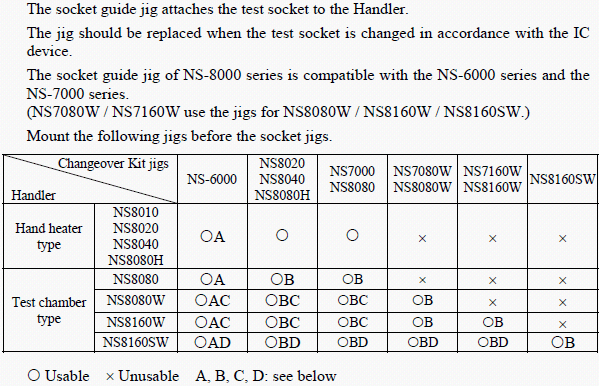 The socket guide jig attaches the test socket to the Handler.
The jig should be replaced when the test socket is changed in accordance with the IC
device.
The socket guide jig of NS-8000 series is compatible with the NS-6000 series and the
NS-7000 series.
(NS7080W / NS7160W use the jigs for NS8080W / NS8160W / NS8160SW.)
Mount the following jigs before the socket jigs.
Changeover Kit jigs
Handler
NS-6000
NS8020
NS8040
NS8080H
NS7000
NS8080
NS7080W
NS8080W
NS7160W
NS8160W
NS8160SW
Hand heater
type
NS8010
NS8020
NS8040
NS8080H
○A ○ ○ × × ×
Test chamber
type
NS8080 ○A ○B ○B × × ×
NS8080W ○AC ○BC ○BC ○B × ×
NS8160W ○AC ○BC ○BC ○B ○B ×
NS8160SW ○AD ○BD ○BD ○BD ○BD ○B
○ Usable × Unusable A, B, C, D: see below